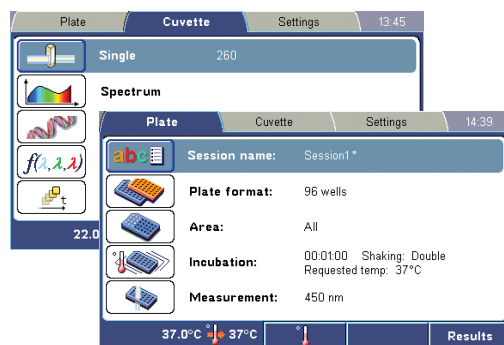 Plate Cuvette Settings 13:45
Single 260
Spectrum
f(λ,λ,λ)
t
22.0
Plate Cuvette Settings 14:39
abc Session name: Session1*
Plate format: 96 wells
Area: All
Incubation: 00:01:00 Shaking: Double
Requested temp: 37°C
Measurement: 450 nm
37.0°C 37°C Results